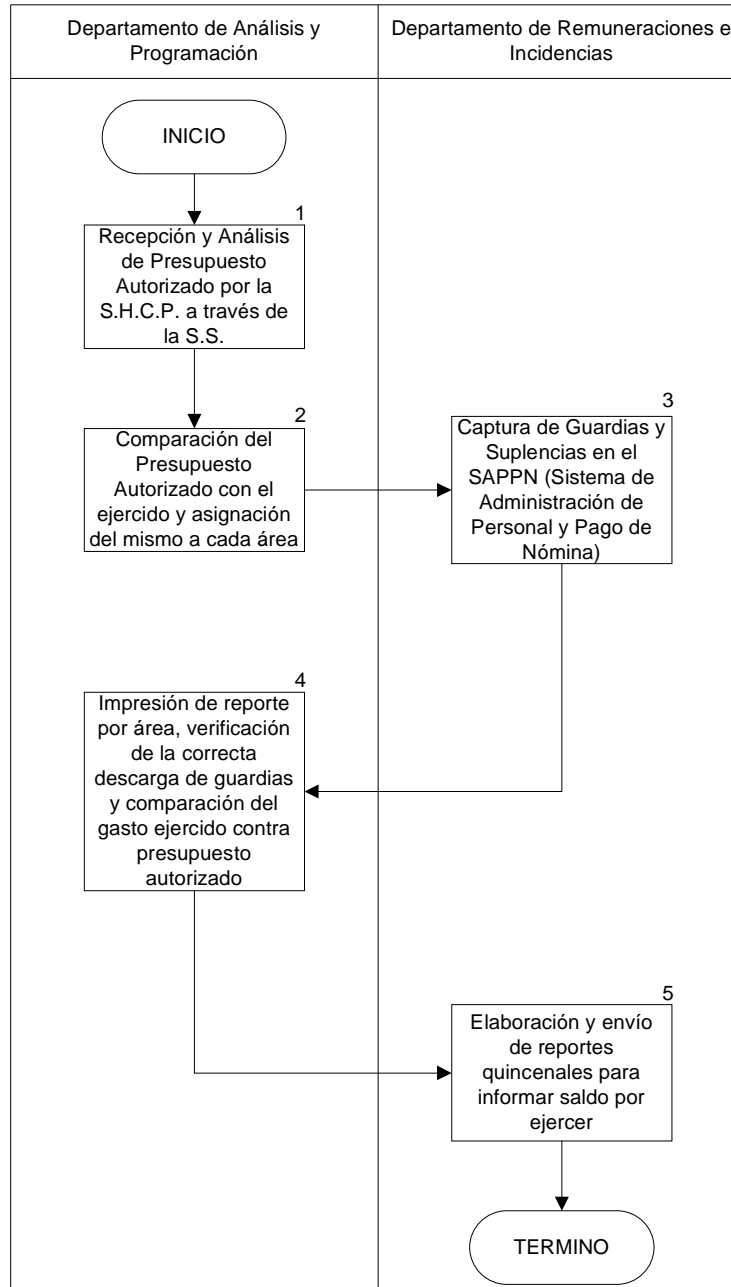 Departamento de Análisis y
Programación
Departamento de Remuneraciones e
Incidencias
INICIO
1
Recepción y Análisis
de Presupuesto
Autorizado por la
S.H.C.P. a través de
la S.S.
2
Comparación del
Presupuesto
Autorizado con el
ejercido y asignación
del mismo a cada área
3
Captura de Guardias y
Suplencias en el
SAPPN (Sistema de
Administración de
Personal y Pago de
Nómina)
4
Impresión de reporte
por área, verificación
de la correcta
descarga de guardias
y comparación del
gasto ejercido contra
presupuesto
autorizado
5
Elaboración y envío
de reportes
quincenales para
informar saldo por
ejercer
TERMINO